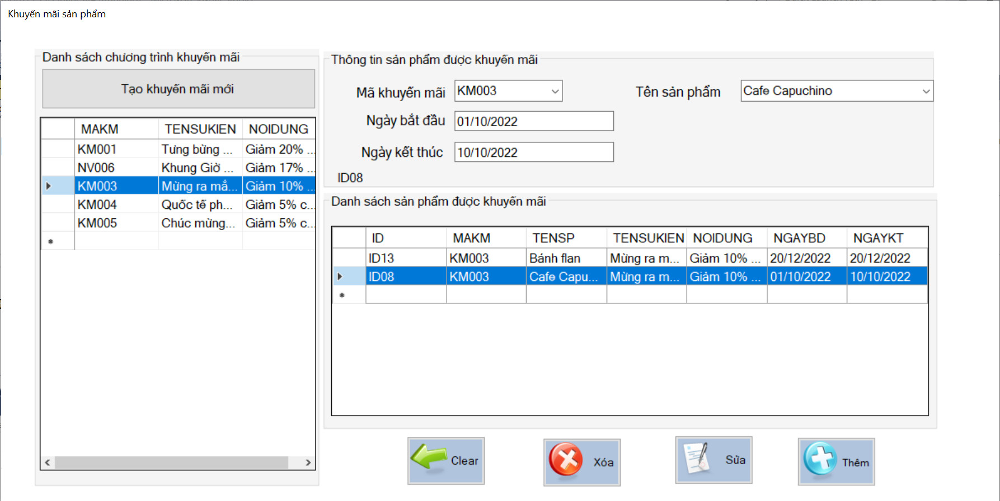 Khuyến mãi sản phẩm
Danh sách chương trình khuyến mãi
Tạo khuyến mãi mới
MAKM TENSUKIEN NOIDUNG
KM001 Tưng bừng ... Giảm 20% ...
NV006 Khung Giờ ... Giảm 17% ...
KM003 Mừng ra mắ... Giảm 10% ...
KM004 Quốc tế ph... Giảm 5% c...
KM005 Chúc mừng... Giảm 5% c...
Thông tin sản phẩm được khuyến mãi
Mã khuyến mãi KM003 Tên sản phẩm Cafe Capuchino
Ngày bắt đầu 01/10/2022
Ngày kết thúc 10/10/2022
ID08
Danh sách sản phẩm được khuyến mãi
ID MAKM TENSP TENSUKIEN NOIDUNG NGAYBD NGAYKT
ID13 KM003 Bánh flan Mừng ra m... Giảm 10% ... 20/12/2022 20/12/2022
ID08 KM003 Cafe Capu... Mừng ra m... Giảm 10% ... 01/10/2022 10/10/2022
Clear Xóa Sửa Thêm